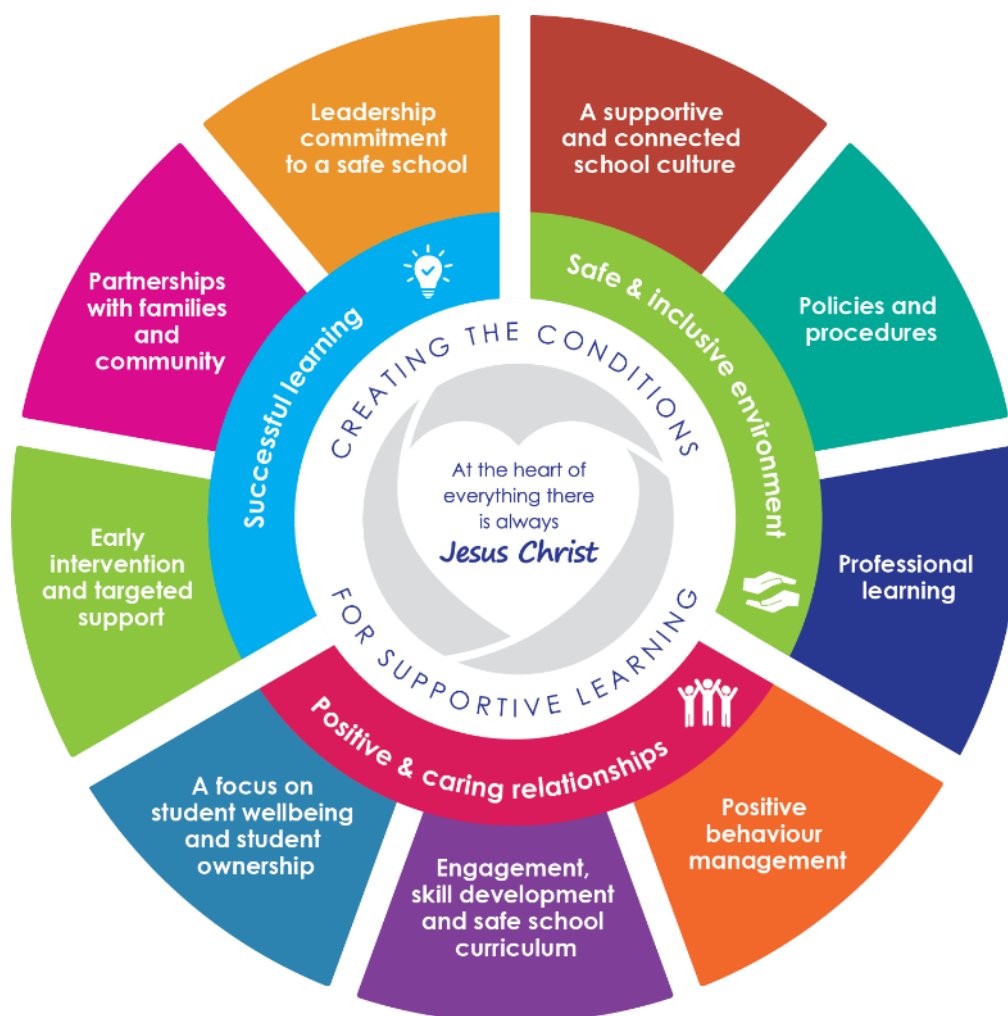 Leadership
commitment
to a safe school
A supportive
and connected
school culture
Policies and
procedures
Professional
learning
Positive
behaviour
management
Engagement,
skill development
and safe school
curriculum
A focus on
student wellbeing
and student
ownership
Early
intervention
and targeted
support
Partnerships
with families
and
community
Successful learning
Safe & inclusive environment
Positive & caring relationships
CREATING THE CONDITIONS
FOR SUPPORTIVE LEARNING
At the heart of
everything there
is always
Jesus Christ